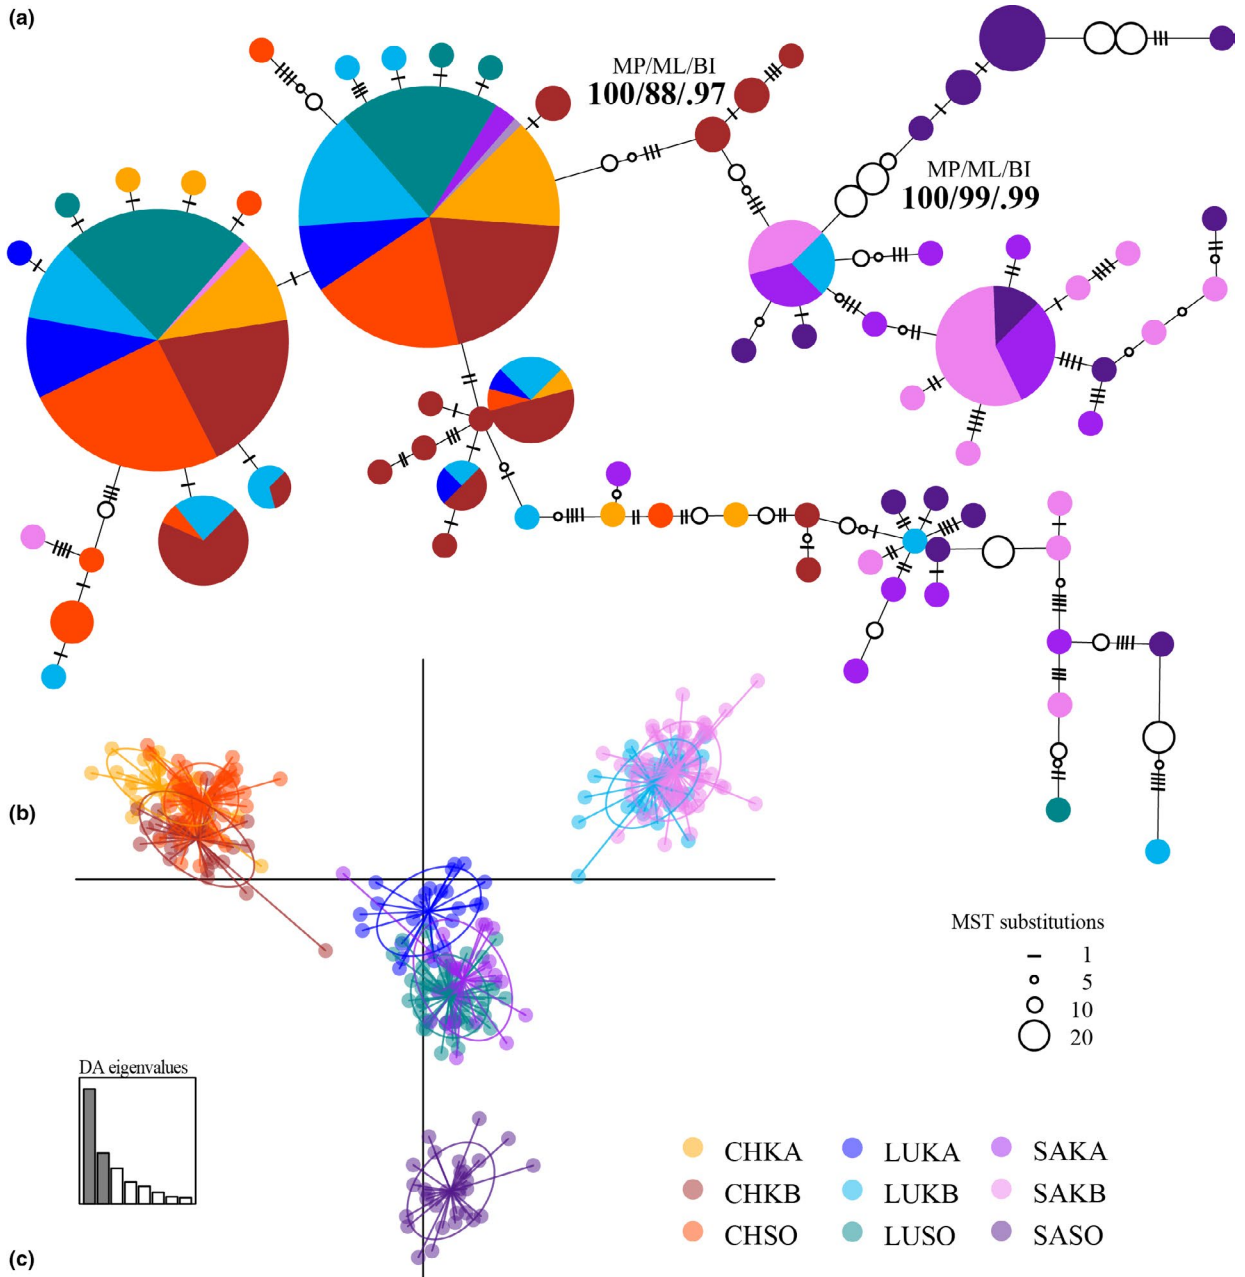 (a)
MP/ML/BI
100/88/.97
MP/ML/BI
100/99/.99
(b)
MST substitutions
1
5
10
20
DA eigenvalues
CHKA LUKA SAKA
CHKB LUKB SAKB
CHSO LUSO SASO
(c)